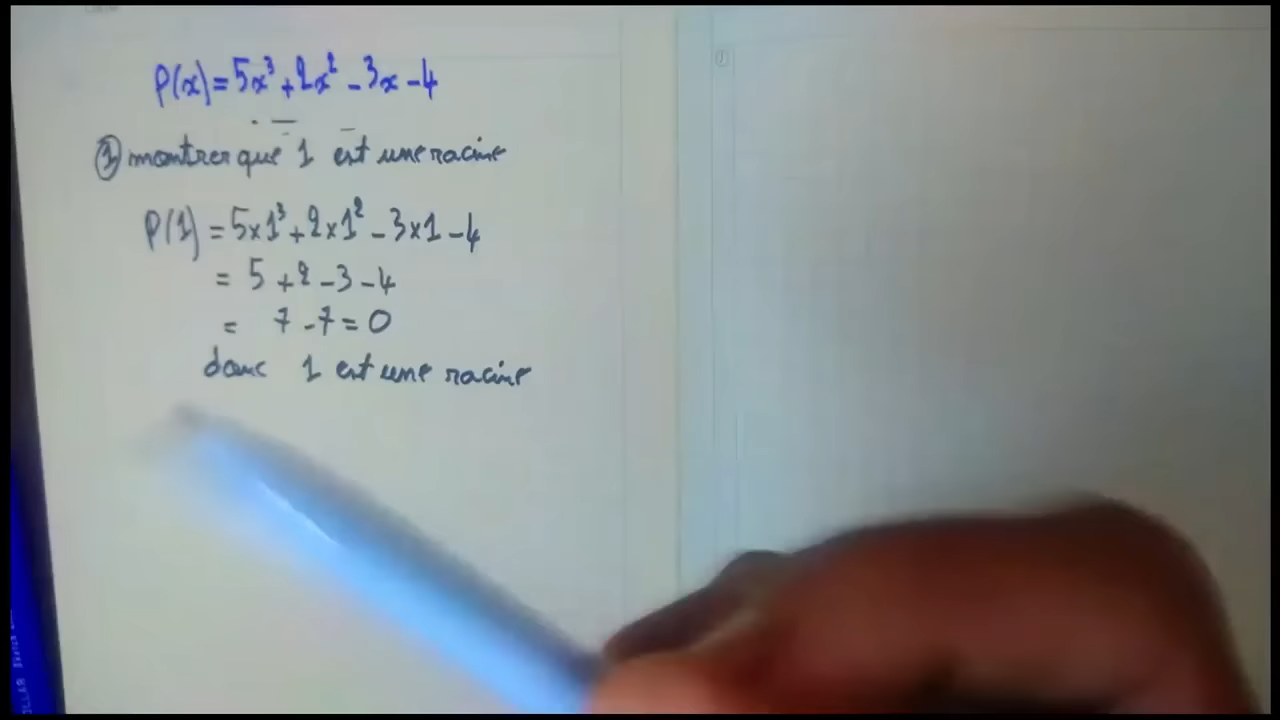 P(x)=5x³+2x²-3x-4
① montrer que 1 est une racine
P(1)=5×1³+2×1²-3×1-4
= 5+2-3-4
= 7-7=0
donc 1 est une racine
①